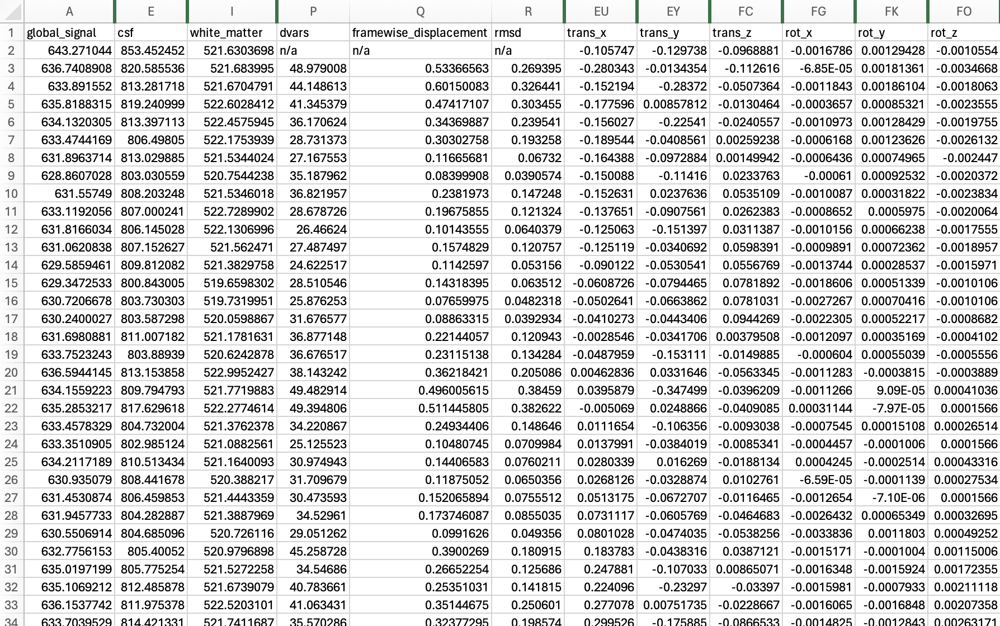 A E I P Q R EU EY FC FG FK FO
1 global_signal csf white_matter dvars framewise_displacement rmsd trans_x trans_y trans_z rot_x rot_y rot_z
2 643.271044 853.452452 521.6303698 n/a n/a n/a -0.105747 -0.129738 -0.0968881 -0.0016786 0.00129428 -0.0010554
3 636.7408908 820.585536 521.683995 48.979008 0.53366563 0.269395 -0.280343 -0.0134354 -0.112616 -6.85E-05 0.00181361 -0.0034668
4 633.891552 813.281718 521.6704791 44.148613 0.60150083 0.326441 -0.152194 -0.28372 -0.0507364 -0.0011843 0.00186104 -0.0018063
5 635.8188315 819.240999 522.6028412 41.345379 0.47417107 0.303455 -0.177596 0.00857812 -0.0130464 -0.0003657 0.00085321 -0.0023555
6 634.1320305 813.397113 522.4575945 36.170624 0.34369887 0.239541 -0.156027 -0.22541 -0.0240557 -0.0010973 0.00128429 -0.0019755
7 633.4744169 806.49805 522.1753939 28.731373 0.30302758 0.193258 -0.189544 -0.0408561 0.00259238 -0.0006168 0.00123626 -0.0026132
8 631.8963714 813.029885 521.5344024 27.167553 0.11665681 0.06732 -0.164388 -0.0972884 0.00149942 -0.0006436 0.00074965 -0.002447
9 628.8607028 803.030559 520.7544238 35.187962 0.08399908 0.0390574 -0.150088 -0.11416 0.0233763 -0.00061 0.00092532 -0.0020372
10 631.55749 808.203248 521.5346018 36.821957 0.2381973 0.147248 -0.152631 0.0237636 0.0535109 -0.0010087 0.00031822 -0.0023834
11 633.1192056 807.000241 522.7289902 28.678726 0.19675855 0.121324 -0.137651 -0.0907561 0.0262383 -0.0008652 0.0005975 -0.0020064
12 631.8166034 806.145028 522.1306996 26.46624 0.10143555 0.0640379 -0.125063 -0.151397 0.0311387 -0.0010156 0.00066238 -0.0017555
13 631.0620838 807.152627 521.562471 27.487497 0.1574829 0.120757 -0.125119 -0.0340692 0.0598391 -0.0009891 0.00072362 -0.0018957
14 629.5859461 809.812082 521.3829758 24.622517 0.1142597 0.053156 -0.090122 -0.0530541 0.0556769 -0.0013744 0.00028537 -0.0015971
15 629.3472533 800.843005 519.6598302 28.510546 0.14318395 0.063512 -0.0608726 -0.0794465 0.0781892 -0.0018606 0.00051339 -0.0010106
16 630.7206678 803.730303 519.7319951 25.876253 0.07659975 0.0482318 -0.0502641 -0.0663862 0.0781031 -0.0027267 0.00070416 -0.0010106
17 630.2400027 803.587298 520.0598867 31.676577 0.08863315 0.0392934 -0.0410273 -0.0443406 0.0944269 -0.0022305 0.00052217 -0.0008682
18 631.6980881 811.007182 521.1781631 36.877148 0.22144057 0.120943 -0.0028546 -0.0341706 0.00379508 -0.0012097 0.00035169 -0.0004102
19 633.7523243 803.88939 520.6242878 36.676517 0.23115138 0.134284 -0.0487959 -0.153111 -0.0149885 -0.000604 0.00055039 -0.0005556
20 636.5944145 813.153858 522.9952427 38.143242 0.36218421 0.205086 0.00462836 0.0331646 -0.0563345 -0.0011283 -0.0003815 -0.0003889
21 634.1559223 809.794793 521.7719883 49.482914 0.496005615 0.38459 0.0395879 -0.347499 -0.0396209 -0.0011266 9.09E-05 0.00041036
22 635.2853217 817.629618 522.2774614 49.394806 0.511445805 0.382622 -0.005069 0.0248866 -0.0409085 0.00031144 -7.97E-05 0.0001566
23 633.4578329 804.732004 521.3762378 34.220867 0.24934406 0.148646 0.0111654 -0.106356 -0.0093038 -0.0007545 0.00015108 0.00026514
24 633.3510905 802.985124 521.0882561 25.125523 0.10480745 0.0709984 0.0137991 -0.0384019 -0.0085341 -0.0004457 -0.0001006 0.0001566
25 634.2117189 810.513434 521.1640093 30.974943 0.14406583 0.0760211 0.0280339 0.016269 -0.0188134 0.0004245 -0.0002514 0.00043316
26 630.935079 808.441678 520.388217 31.709679 0.11875052 0.0650356 0.0268126 -0.0328874 0.0102761 -6.59E-05 -0.0001139 0.00027534
27 631.4530874 806.459853 521.4443359 30.473593 0.152065894 0.0755512 0.0513175 -0.0672707 -0.0116465 -0.0012654 -7.10E-06 0.0001566
28 631.9457733 804.282887 521.3887969 34.52961 0.173746087 0.0855035 0.0731117 -0.0605769 -0.0464683 -0.0026432 0.00065349 0.00032695
29 630.5506914 804.685096 520.726116 29.051262 0.0991626 0.049356 0.0801028 -0.0474035 -0.0538256 -0.0033836 0.0011803 0.00049252
30 632.7756153 805.40052 520.9796898 45.258728 0.3900269 0.180915 0.183783 -0.0438316 0.0387121 -0.0015171 -0.0001004 0.00115006
31 635.0197199 805.775254 521.5272258 34.54686 0.26652254 0.125686 0.247881 -0.107033 0.00865071 -0.0016348 -0.0015924 0.00172355
32 635.1069212 812.485878 521.6739079 40.783661 0.25351031 0.141815 0.224096 -0.23297 -0.03397 -0.0015981 -0.0007933 0.00211118
33 636.1537742 811.975378 522.5203101 41.063431 0.35144675 0.250601 0.277078 0.00751735 -0.0228667 -0.0016065 -0.0016848 0.00207358
34 633.7039529 814.421331 521.7411687 35.570286 0.32377295 0.198574 0.299526 -0.175885 -0.0866533 -0.0014825 -0.0012843 0.00263171